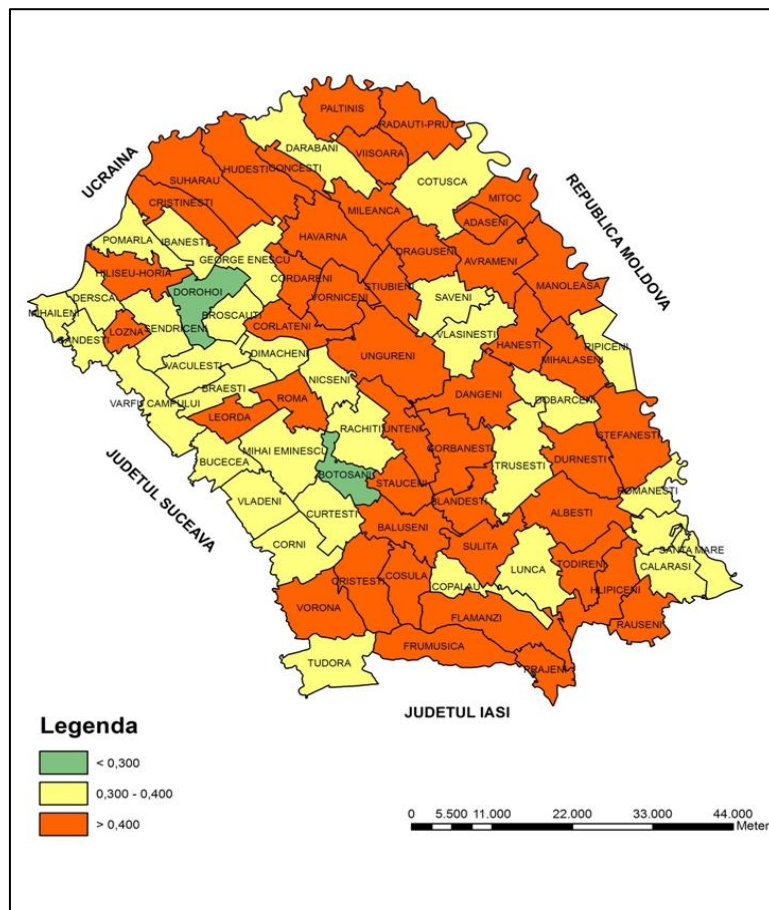 PALTINIS
RADAUTI-PRUT
DARABANI
VIISOARA
HUDESTI
CONCESTI
COTUSCA
SUHARAU
CRISTINESTI
MILEANCA
MITOC
ADASENI
UCRAINA
REPUBLICA MOLDOVA
POMARLA
IBANESTI
HAVARNA
DRAGUSENI
AVRAMENI
GEORGE ENESCU
HILISEU-HORIA
CORDARENI
STIUBIENI
MANOLEASA
DOROHOI
DERSCA
VORNICENI
SAVENI
MIHAILENI
BROSCAUTI
LOZNA
SENDRICENI
CORLATENI
VLASINESTI
HANESTI
RIPICENI
CANDESTI
DIMACHENI
UNGURENI
MIHALASENI
VACULESTI
NICSENI
BRAESTI
DANGENI
DOBARCENI
VARFU CAMPULUI
ROMA
LEORDA
RACHITI
UNTENI
STEFANESTI
MIHAI EMINESCU
CORBANESTI
BUCECEA
TRUSESTI
DURNESTI
BOTOSANI
STAUCENI
ROMANESTI
JUDETUL SUCEAVA
VLADENI
BLANDESTI
CURTESTI
ALBESTI
BALUSENI
CORNI
SULITA
SANTA MARE
LUNCA
TODIRENI
CALARASI
CRISTESTI
COSULA
COPALAU
HLIPICENI
VORONA
FLAMANZI
RAUSENI
FRUMUSICA
TUDORA
PRAJENI
JUDETUL IASI
Legenda
< 0,300
0,300 - 0,400
> 0,400
0 5.500 11.000 22.000 33.000 44.000
Meter